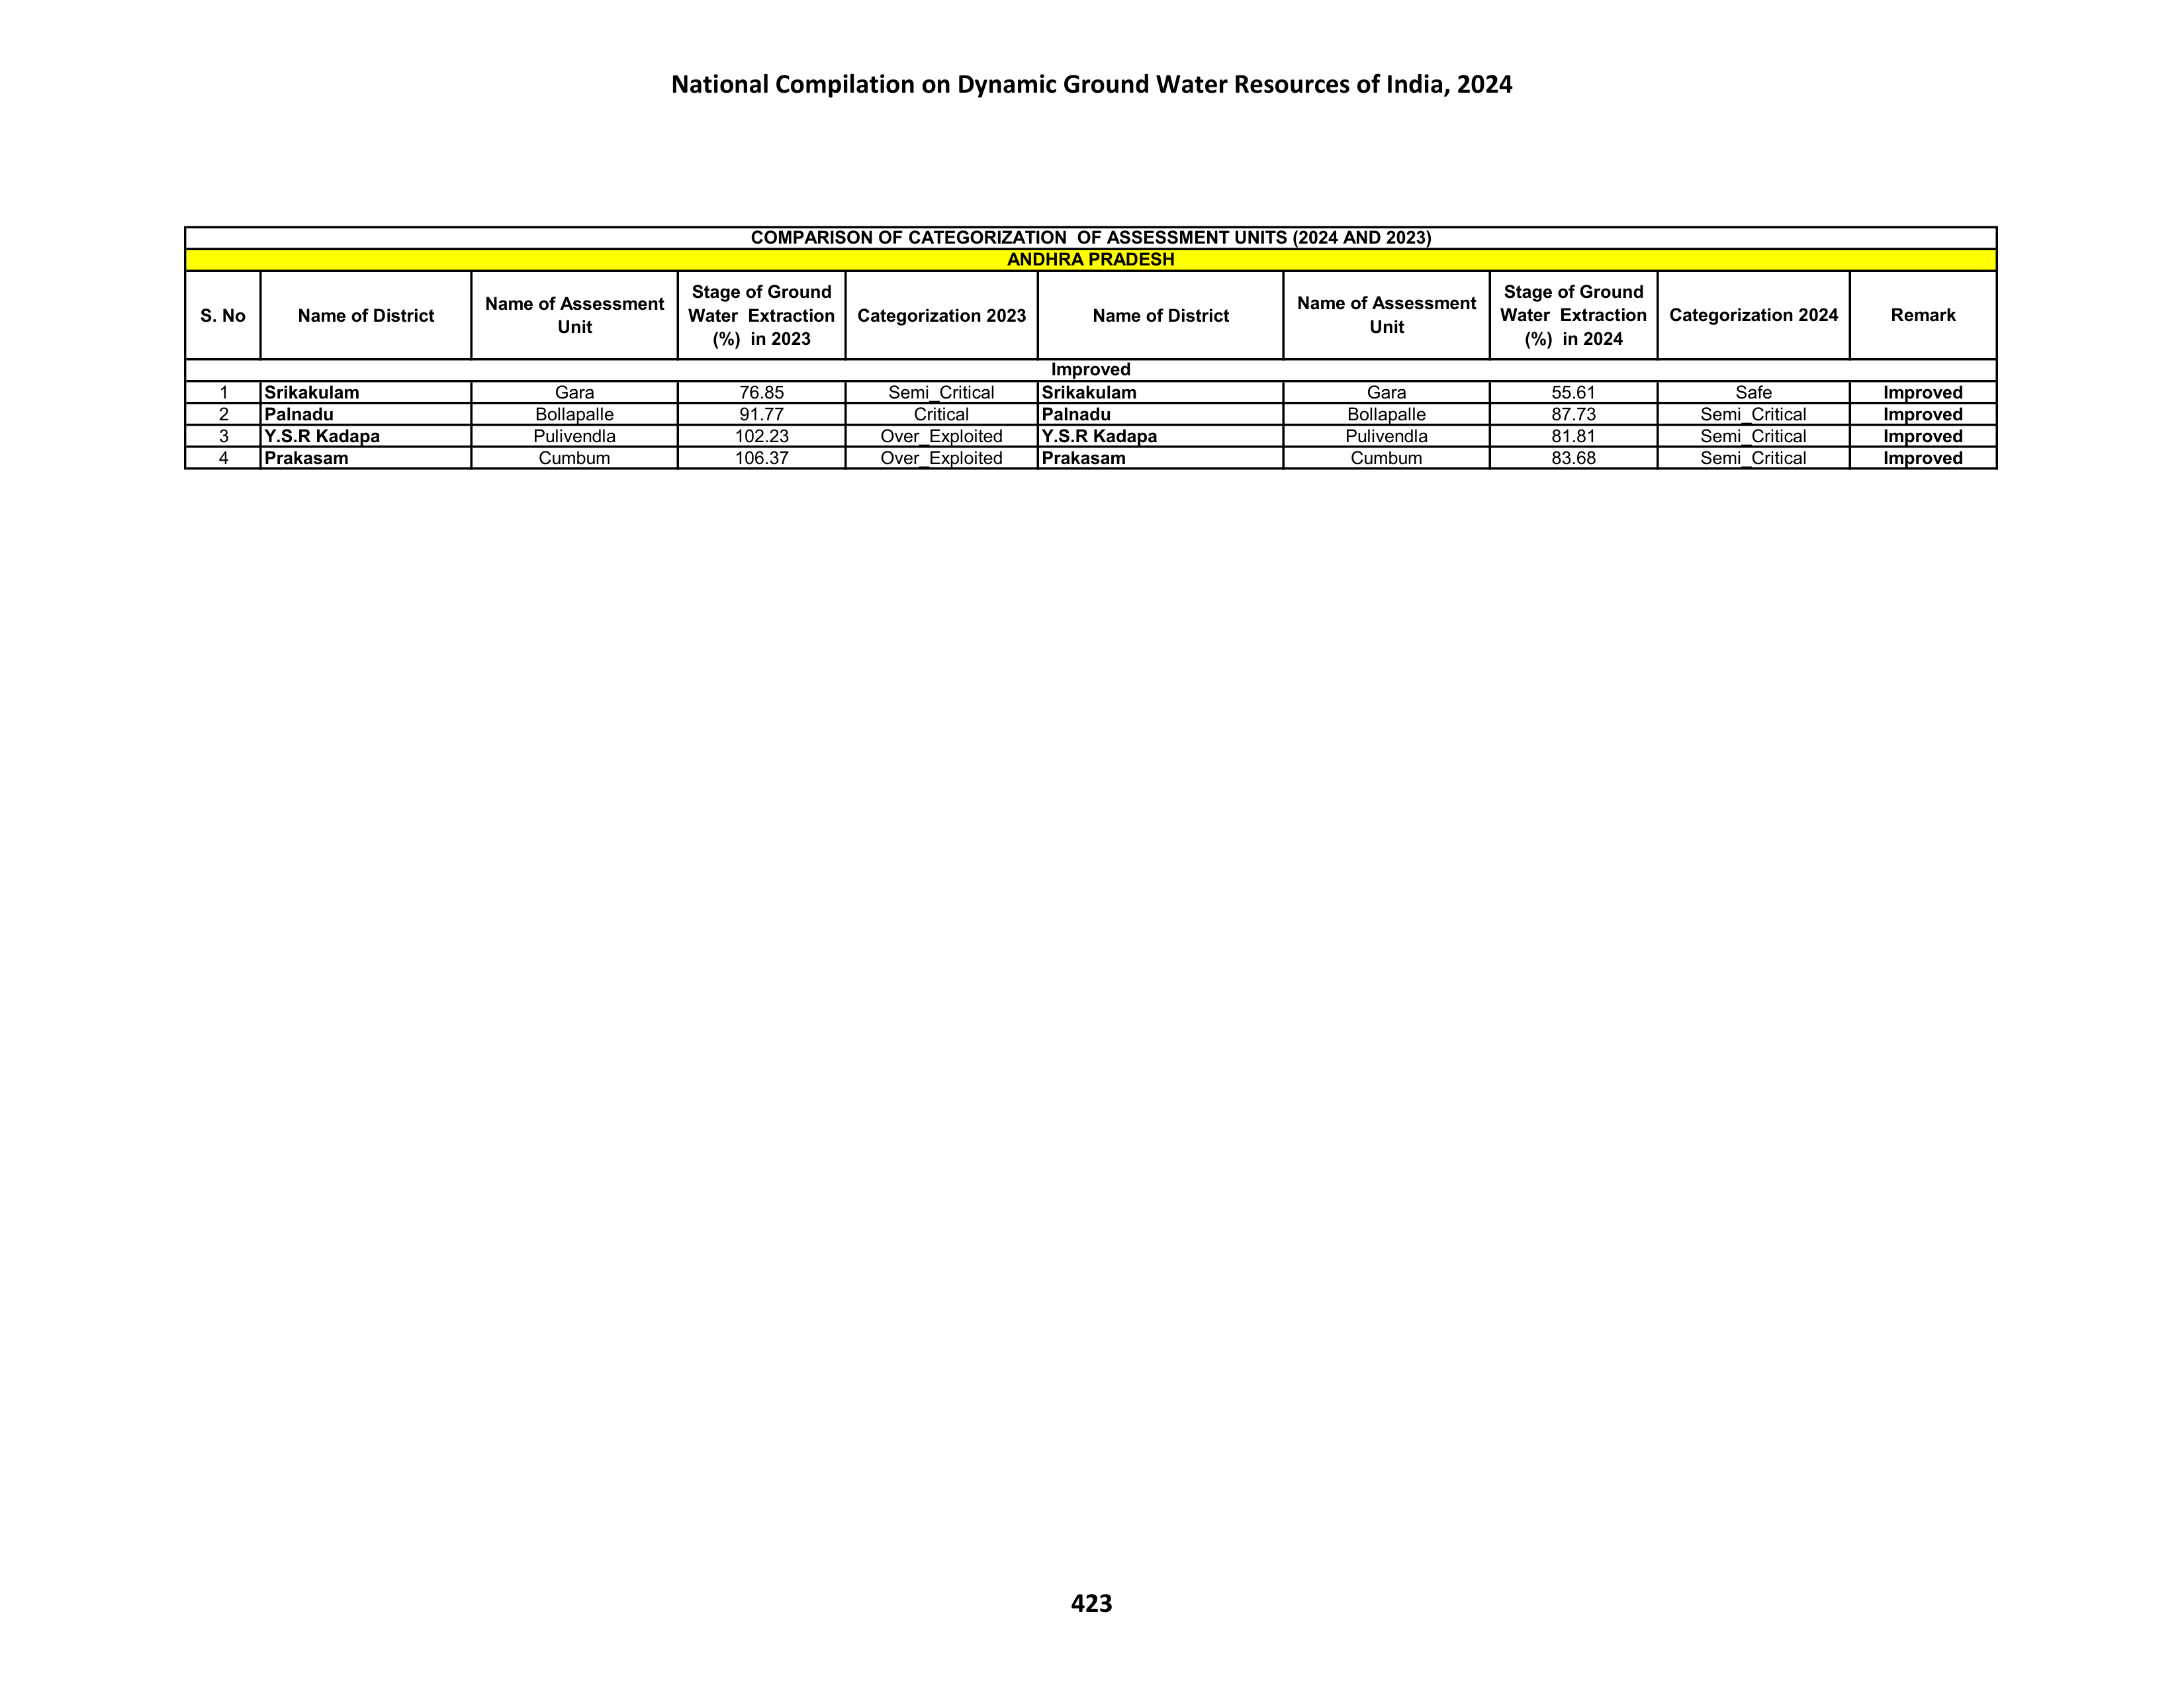 National Compilation on Dynamic Ground Water Resources of India, 2024
COMPARISON OF CATEGORIZATION OF ASSESSMENT UNITS (2024 AND 2023)
ANDHRA PRADESH
S. No Name of District Name of Assessment Unit Stage of Ground Water Extraction (%) in 2023 Categorization 2023 Name of District Name of Assessment Unit Stage of Ground Water Extraction (%) in 2024 Categorization 2024 Remark
Improved
1 Srikakulam Gara 76.85 Semi_Critical Srikakulam Gara 55.61 Safe Improved
2 Palnadu Bollapalle 91.77 Critical Palnadu Bollapalle 87.73 Semi_Critical Improved
3 Y.S.R Kadapa Pulivendla 102.23 Over_Exploited Y.S.R Kadapa Pulivendla 81.81 Semi_Critical Improved
4 Prakasam Cumbum 106.37 Over_Exploited Prakasam Cumbum 83.68 Semi_Critical Improved
423